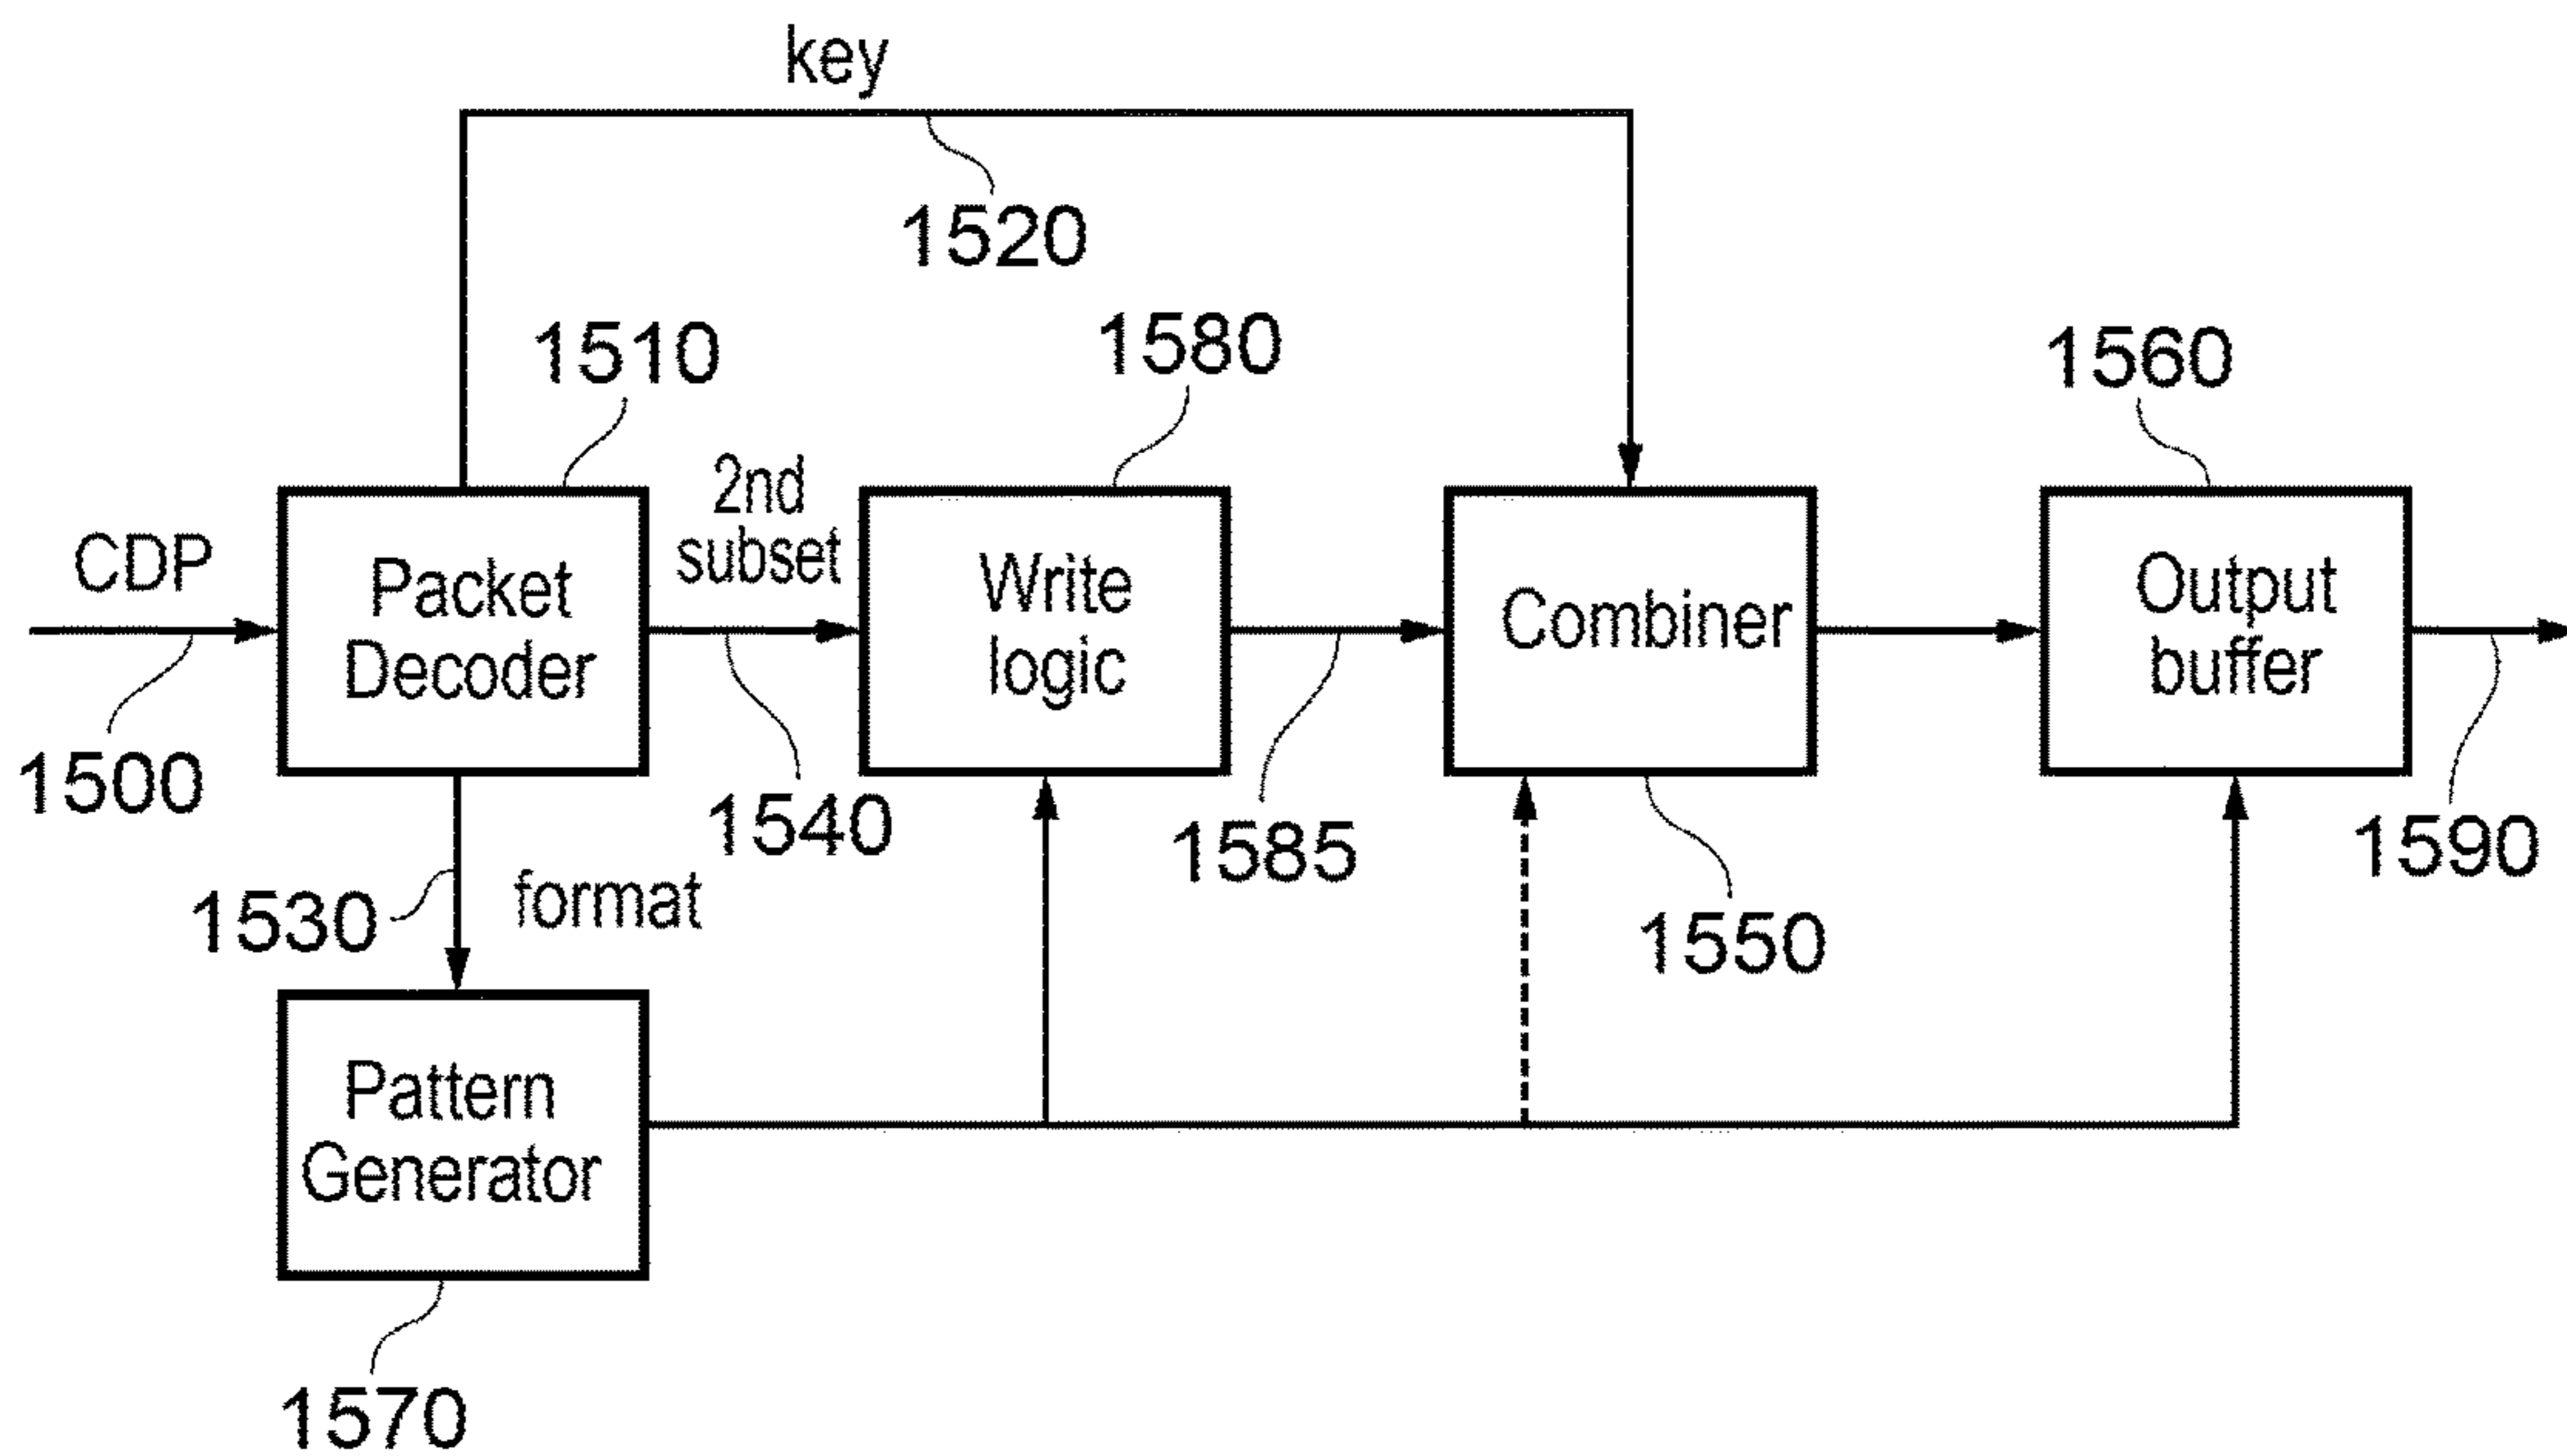 key
1520
1510
1580
1560
2nd
subset
CDP
Packet
Decoder
Write
logic
Combiner
Output
buffer
1500
1540
1585
1590
1530
format
1550
Pattern
Generator
1570